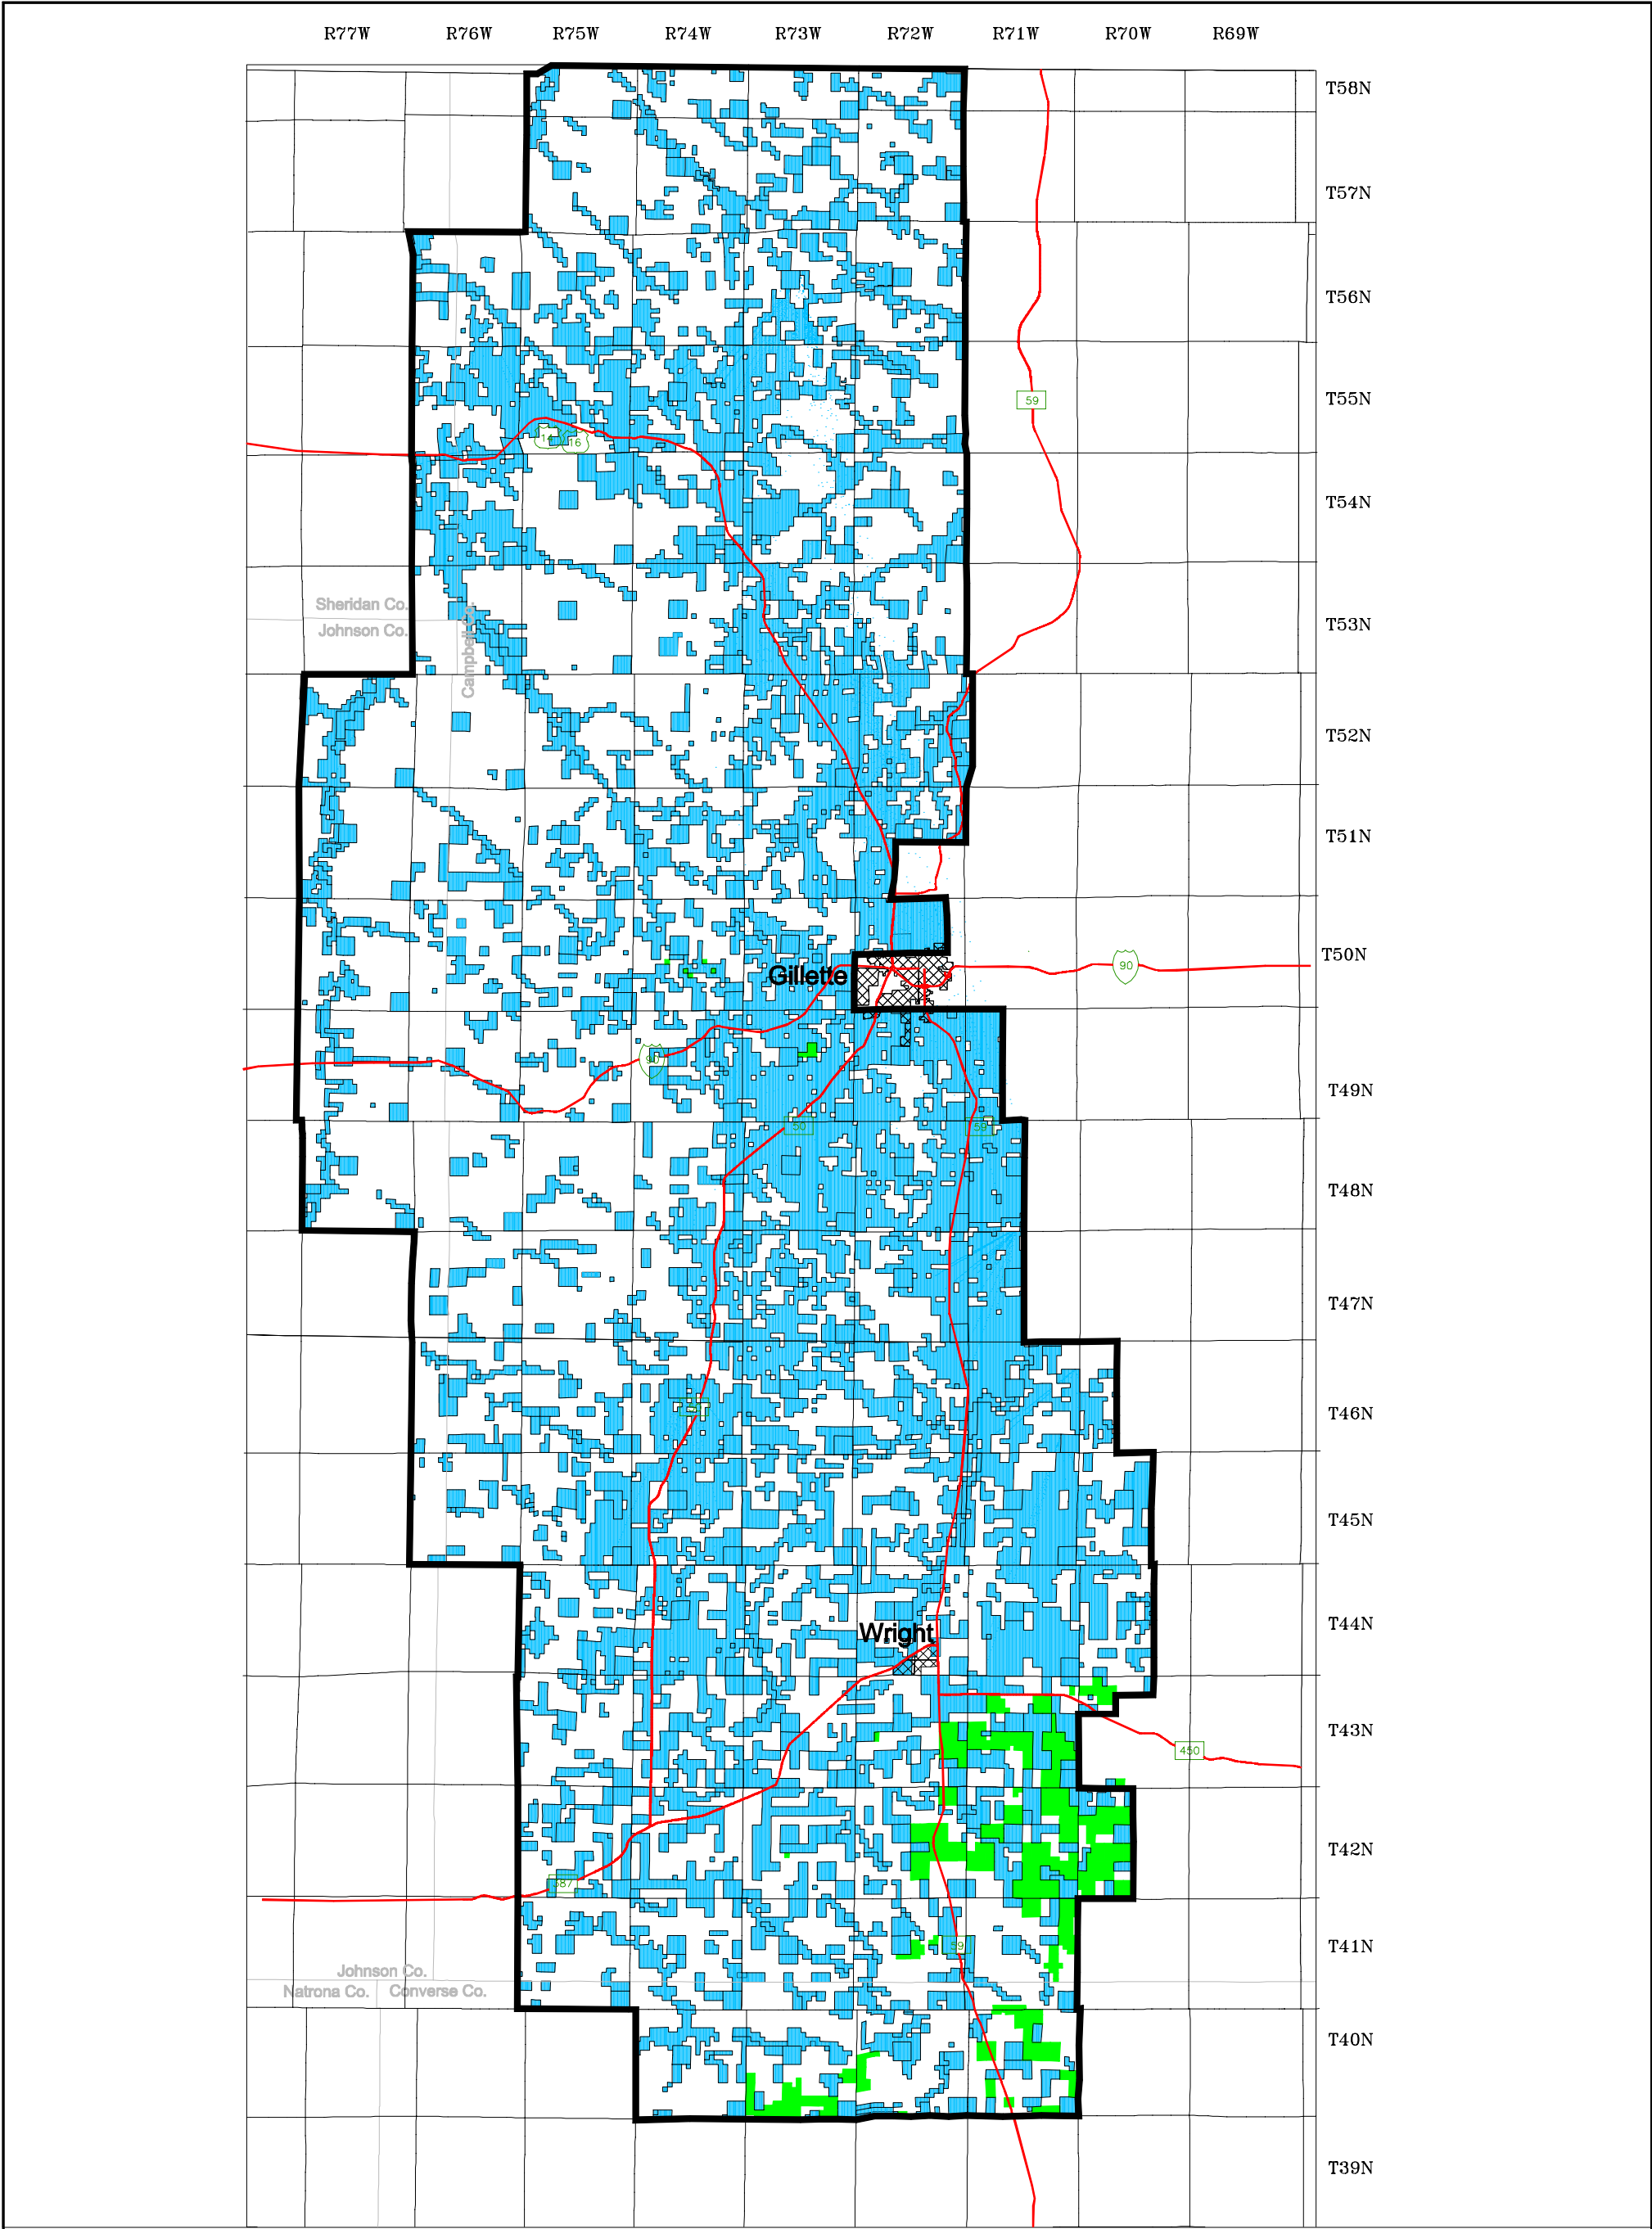 R77W R76W R75W R74W R73W R72W R71W R70W R69W
T58N
T57N
T56N
T55N
59
14 16
T54N
Sheridan Co.
Johnson Co.
Campbell Co.
T53N
T52N
T51N
T50N
90
Gillette
90
T49N
50
59
T48N
T47N
T46N
T45N
T44N
Wright
T43N
450
T42N
387
T41N
59
Johnson Co.
Natrona Co. Converse Co.
T40N
T39N